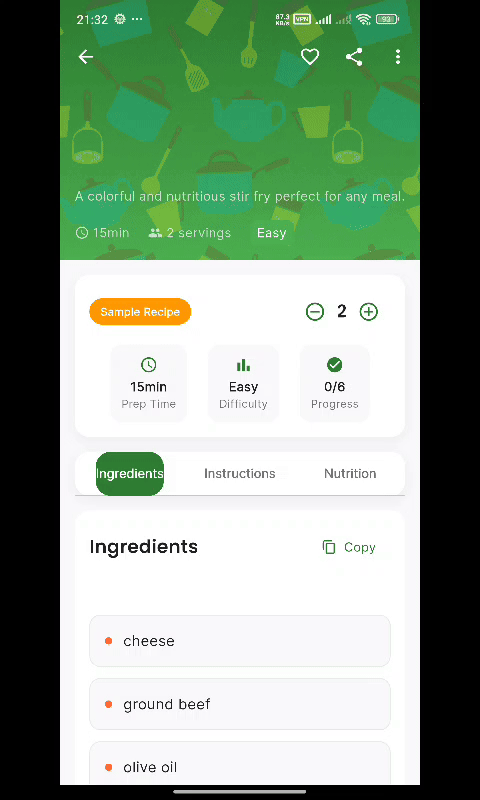 21:32 ... 87.3 KB/s VPN 93
A colorful and nutritious stir fry perfect for any meal.
15min 2 servings Easy
Sample Recipe 2
15min Easy 0/6
Prep Time Difficulty Progress
Ingredients Instructions Nutrition
Ingredients Copy
cheese
ground beef
olive oil